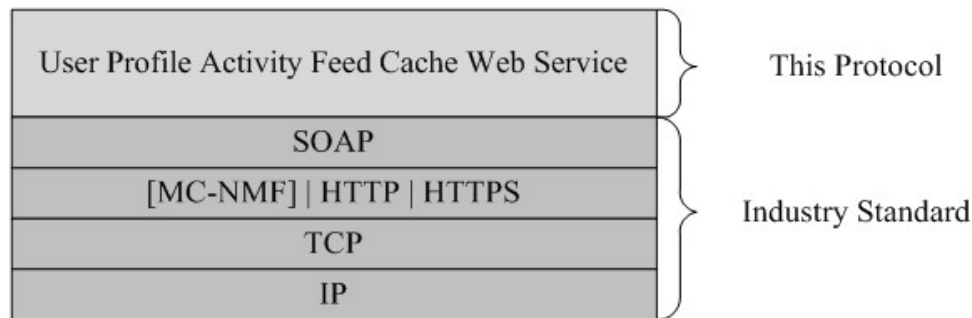 User Profile Activity Feed Cache Web Service
This Protocol
SOAP
[MC-NMF] | HTTP | HTTPS
Industry Standard
TCP
IP